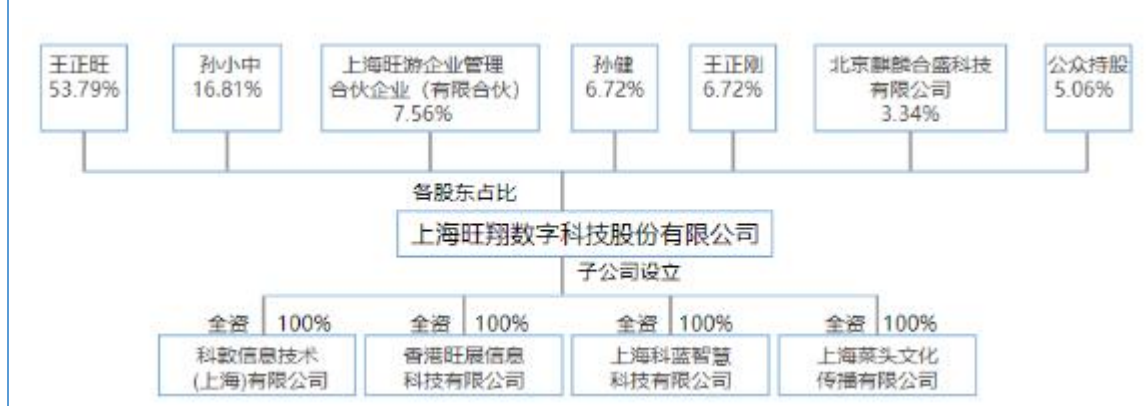 王正旺
53.79%
孙小中
16.81%
上海旺游企业管理
合伙企业（有限合伙）
7.56%
孙健
6.72%
王正刚
6.72%
北京麒麟合盛科技
有限公司
3.34%
公众持股
5.06%
各股东占比
上海旺翔数字科技股份有限公司
子公司设立
全资 100%
科敦信息技术
(上海)有限公司
全资 100%
香港旺展信息
科技有限公司
全资 100%
上海科蓝智慧
科技有限公司
全资 100%
上海菜头文化
传播有限公司